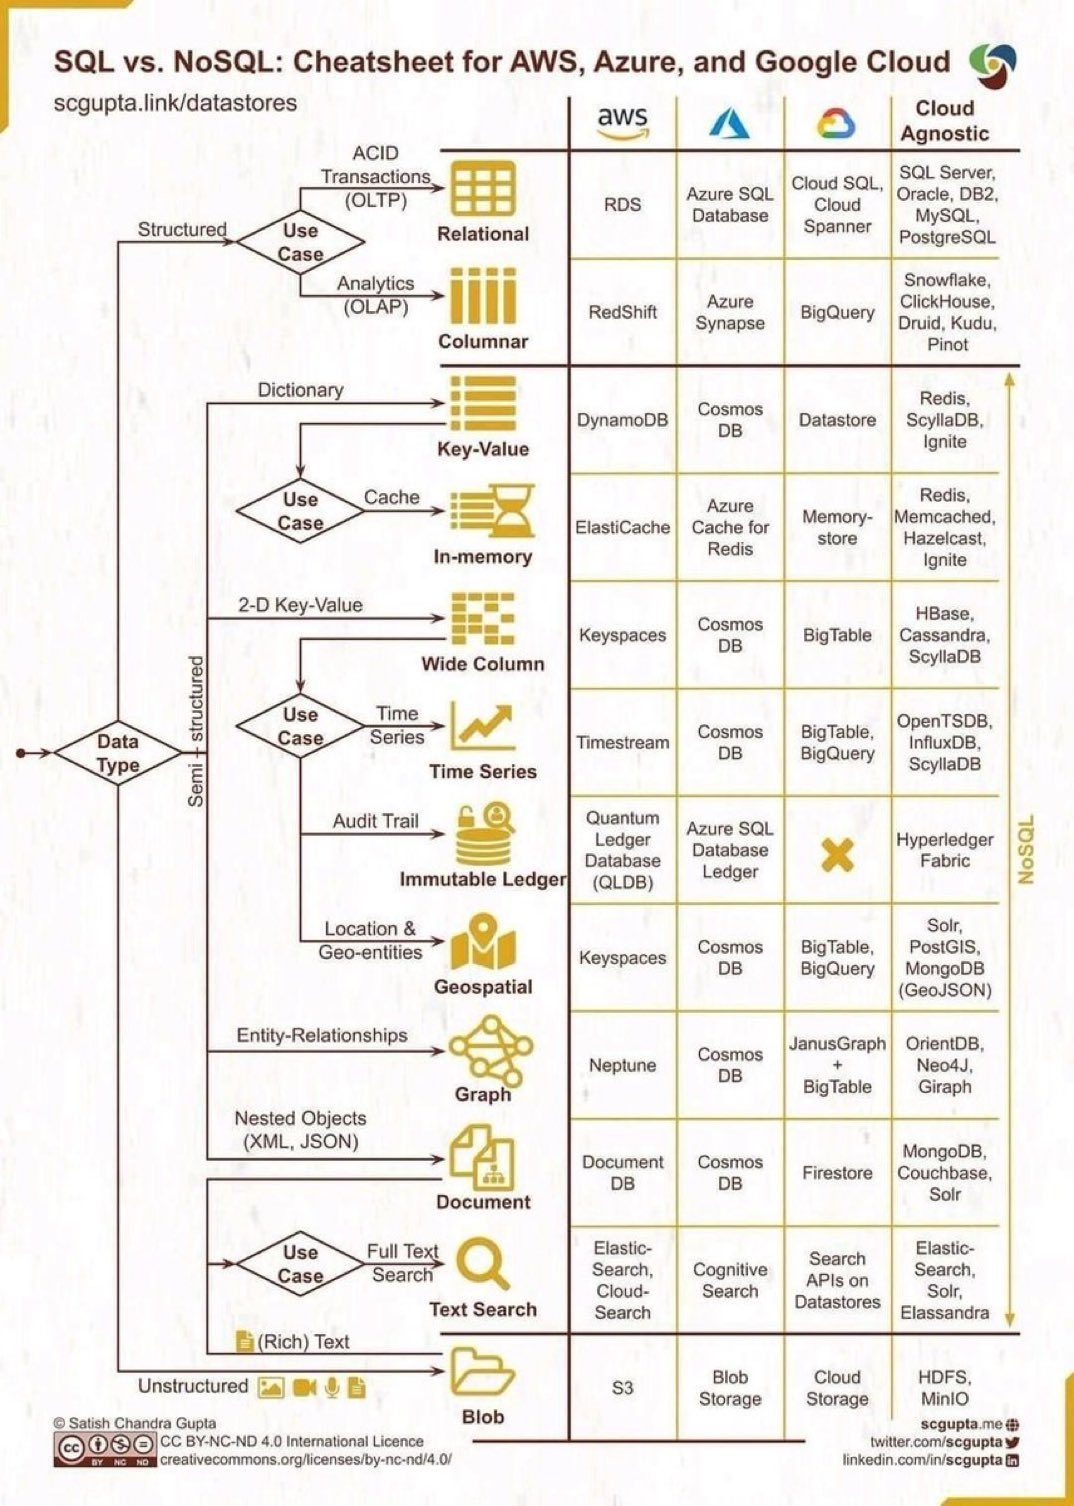 SQL vs. NoSQL: Cheatsheet for AWS, Azure, and Google Cloud
scgupta.link/datastores
aws
Cloud
Agnostic
ACID
Transactions
(OLTP)
Structured
Use
Case
Relational
RDS
Azure SQL
Database
Cloud SQL,
Cloud
Spanner
SQL Server,
Oracle, DB2,
MySQL,
PostgreSQL
Analytics
(OLAP)
Columnar
RedShift
Azure
Synapse
BigQuery
Snowflake,
ClickHouse,
Druid, Kudu,
Pinot
Dictionary
Key-Value
DynamoDB
Cosmos
DB
Datastore
Redis,
ScyllaDB,
Ignite
Use
Case
Cache
In-memory
ElastiCache
Azure
Cache for
Redis
Memory-
store
Redis,
Memcached,
Hazelcast,
Ignite
2-D Key-Value
Wide Column
Keyspaces
Cosmos
DB
BigTable
HBase,
Cassandra,
ScyllaDB
Data
Type
Semi - structured
Use
Case
Time
Series
Time Series
Timestream
Cosmos
DB
BigTable,
BigQuery
OpenTSDB,
InfluxDB,
ScyllaDB
Audit Trail
Immutable Ledger
Quantum
Ledger
Database
(QLDB)
Azure SQL
Database
Ledger
Hyperledger
Fabric
NoSQL
Location &
Geo-entities
Geospatial
Keyspaces
Cosmos
DB
BigTable,
BigQuery
Solr,
PostGIS,
MongoDB
(GeoJSON)
Entity-Relationships
Graph
Neptune
Cosmos
DB
JanusGraph
+
BigTable
OrientDB,
Neo4J,
Giraph
Nested Objects
(XML, JSON)
Document
Document
DB
Cosmos
DB
Firestore
MongoDB,
Couchbase,
Solr
Use
Case
Full Text
Search
Text Search
Elastic-
Search,
Cloud-
Search
Cognitive
Search
Search
APIs on
Datastores
Elastic-
Search,
Solr,
Elassandra
(Rich) Text
Unstructured
Blob
S3
Blob
Storage
Cloud
Storage
HDFS,
MinIO
© Satish Chandra Gupta
cc BY NC ND
CC BY-NC-ND 4.0 International Licence
creativecommons.org/licenses/by-nc-nd/4.0/
scgupta.me
twitter.com/scgupta
linkedin.com/in/scgupta